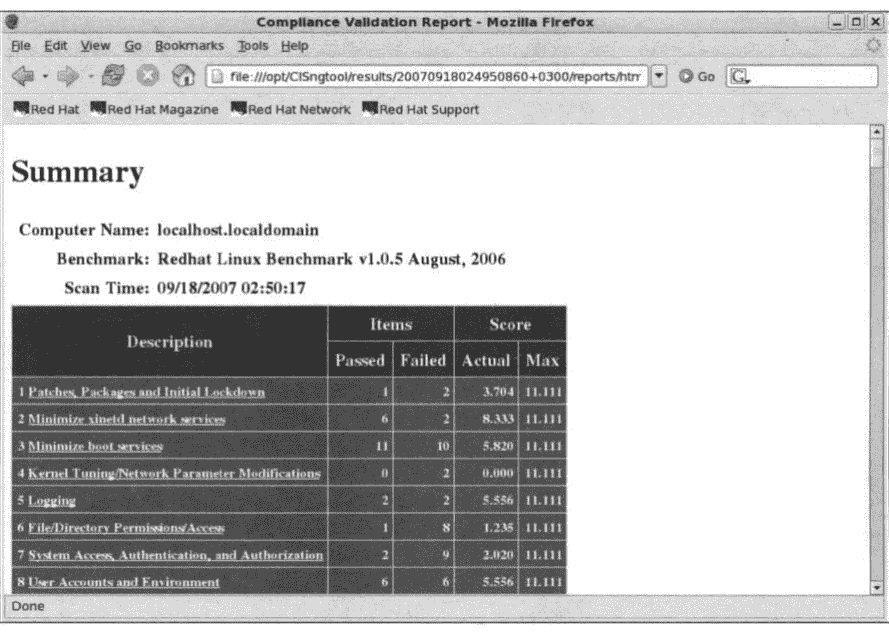 Compliance Validation Report - Mozilla Firefox
File Edit View Go Bookmarks Tools Help
file:///opt/CISngtool/results/20070918024950860+0300/reports/htm Go G
Red Hat Red Hat Magazine Red Hat Network Red Hat Support
Summary
Computer Name: localhost.localdomain
Benchmark: Redhat Linux Benchmark v1.0.5 August, 2006
Scan Time: 09/18/2007 02:50:17
Description Items Score
Passed Failed Actual Max
1 Patches, Packages and Initial Lockdown 1 2 3.704 11.111
2 Minimize xinetd network services 6 2 8.333 11.111
3 Minimize boot services 11 10 5.820 11.111
4 Kernel Tuning/Network Parameter Modifications 0 2 0.000 11.111
5 Logging 2 2 5.556 11.111
6 File/Directory Permissions/Access 1 8 1.235 11.111
7 System Access, Authentication, and Authorization 2 9 2.020 11.111
8 User Accounts and Environment 6 6 5.556 11.111
Done